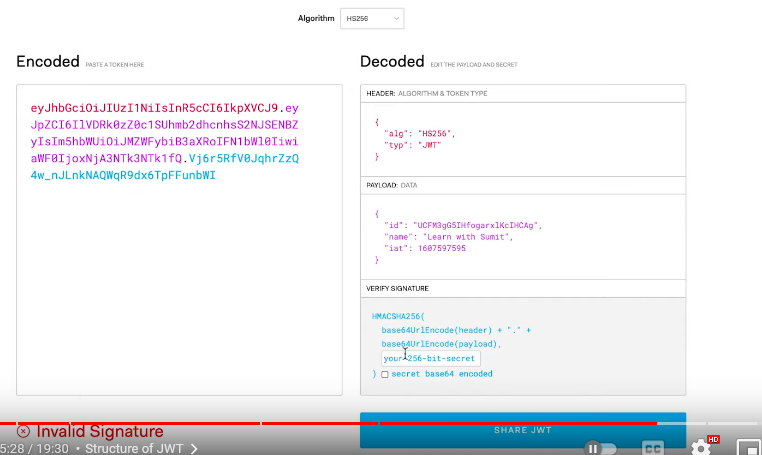 Algorithm HS256
Encoded PASTE A TOKEN HERE
eyJhbGciOiJIUzI1NiIsInR5cCI6IkpXVCJ9.ey
JpZCI6IlVDRk0zZ0c1SUhmb2dhcnhsS2NJSENBZ
yIsIm5hbWUiOiJMZWFybiB3aXRoIFN1bWl0Iiwi
aWF0IjoxNjA3NTk3NTk1fQ.Vj6r5RfV0JqhrZzQ
4w_nJLnkNAQWqR9dx6TpFFunbWI
Decoded EDIT THE PAYLOAD AND SECRET
HEADER: ALGORITHM & TOKEN TYPE
{
"alg": "HS256",
"typ": "JWT"
}
PAYLOAD: DATA
{
"id": "UCFM3gG5IHfogarxlKcIHCAg",
"name": "Learn with Sumit",
"iat": 1607597595
}
VERIFY SIGNATURE
HMACSHA256(
base64UrlEncode(header) + "." +
base64UrlEncode(payload),
your-256-bit-secret
) secret base64 encoded
Invalid Signature
SHARE JWT
5:28 / 19:30 • Structure of JWT
CC
HD